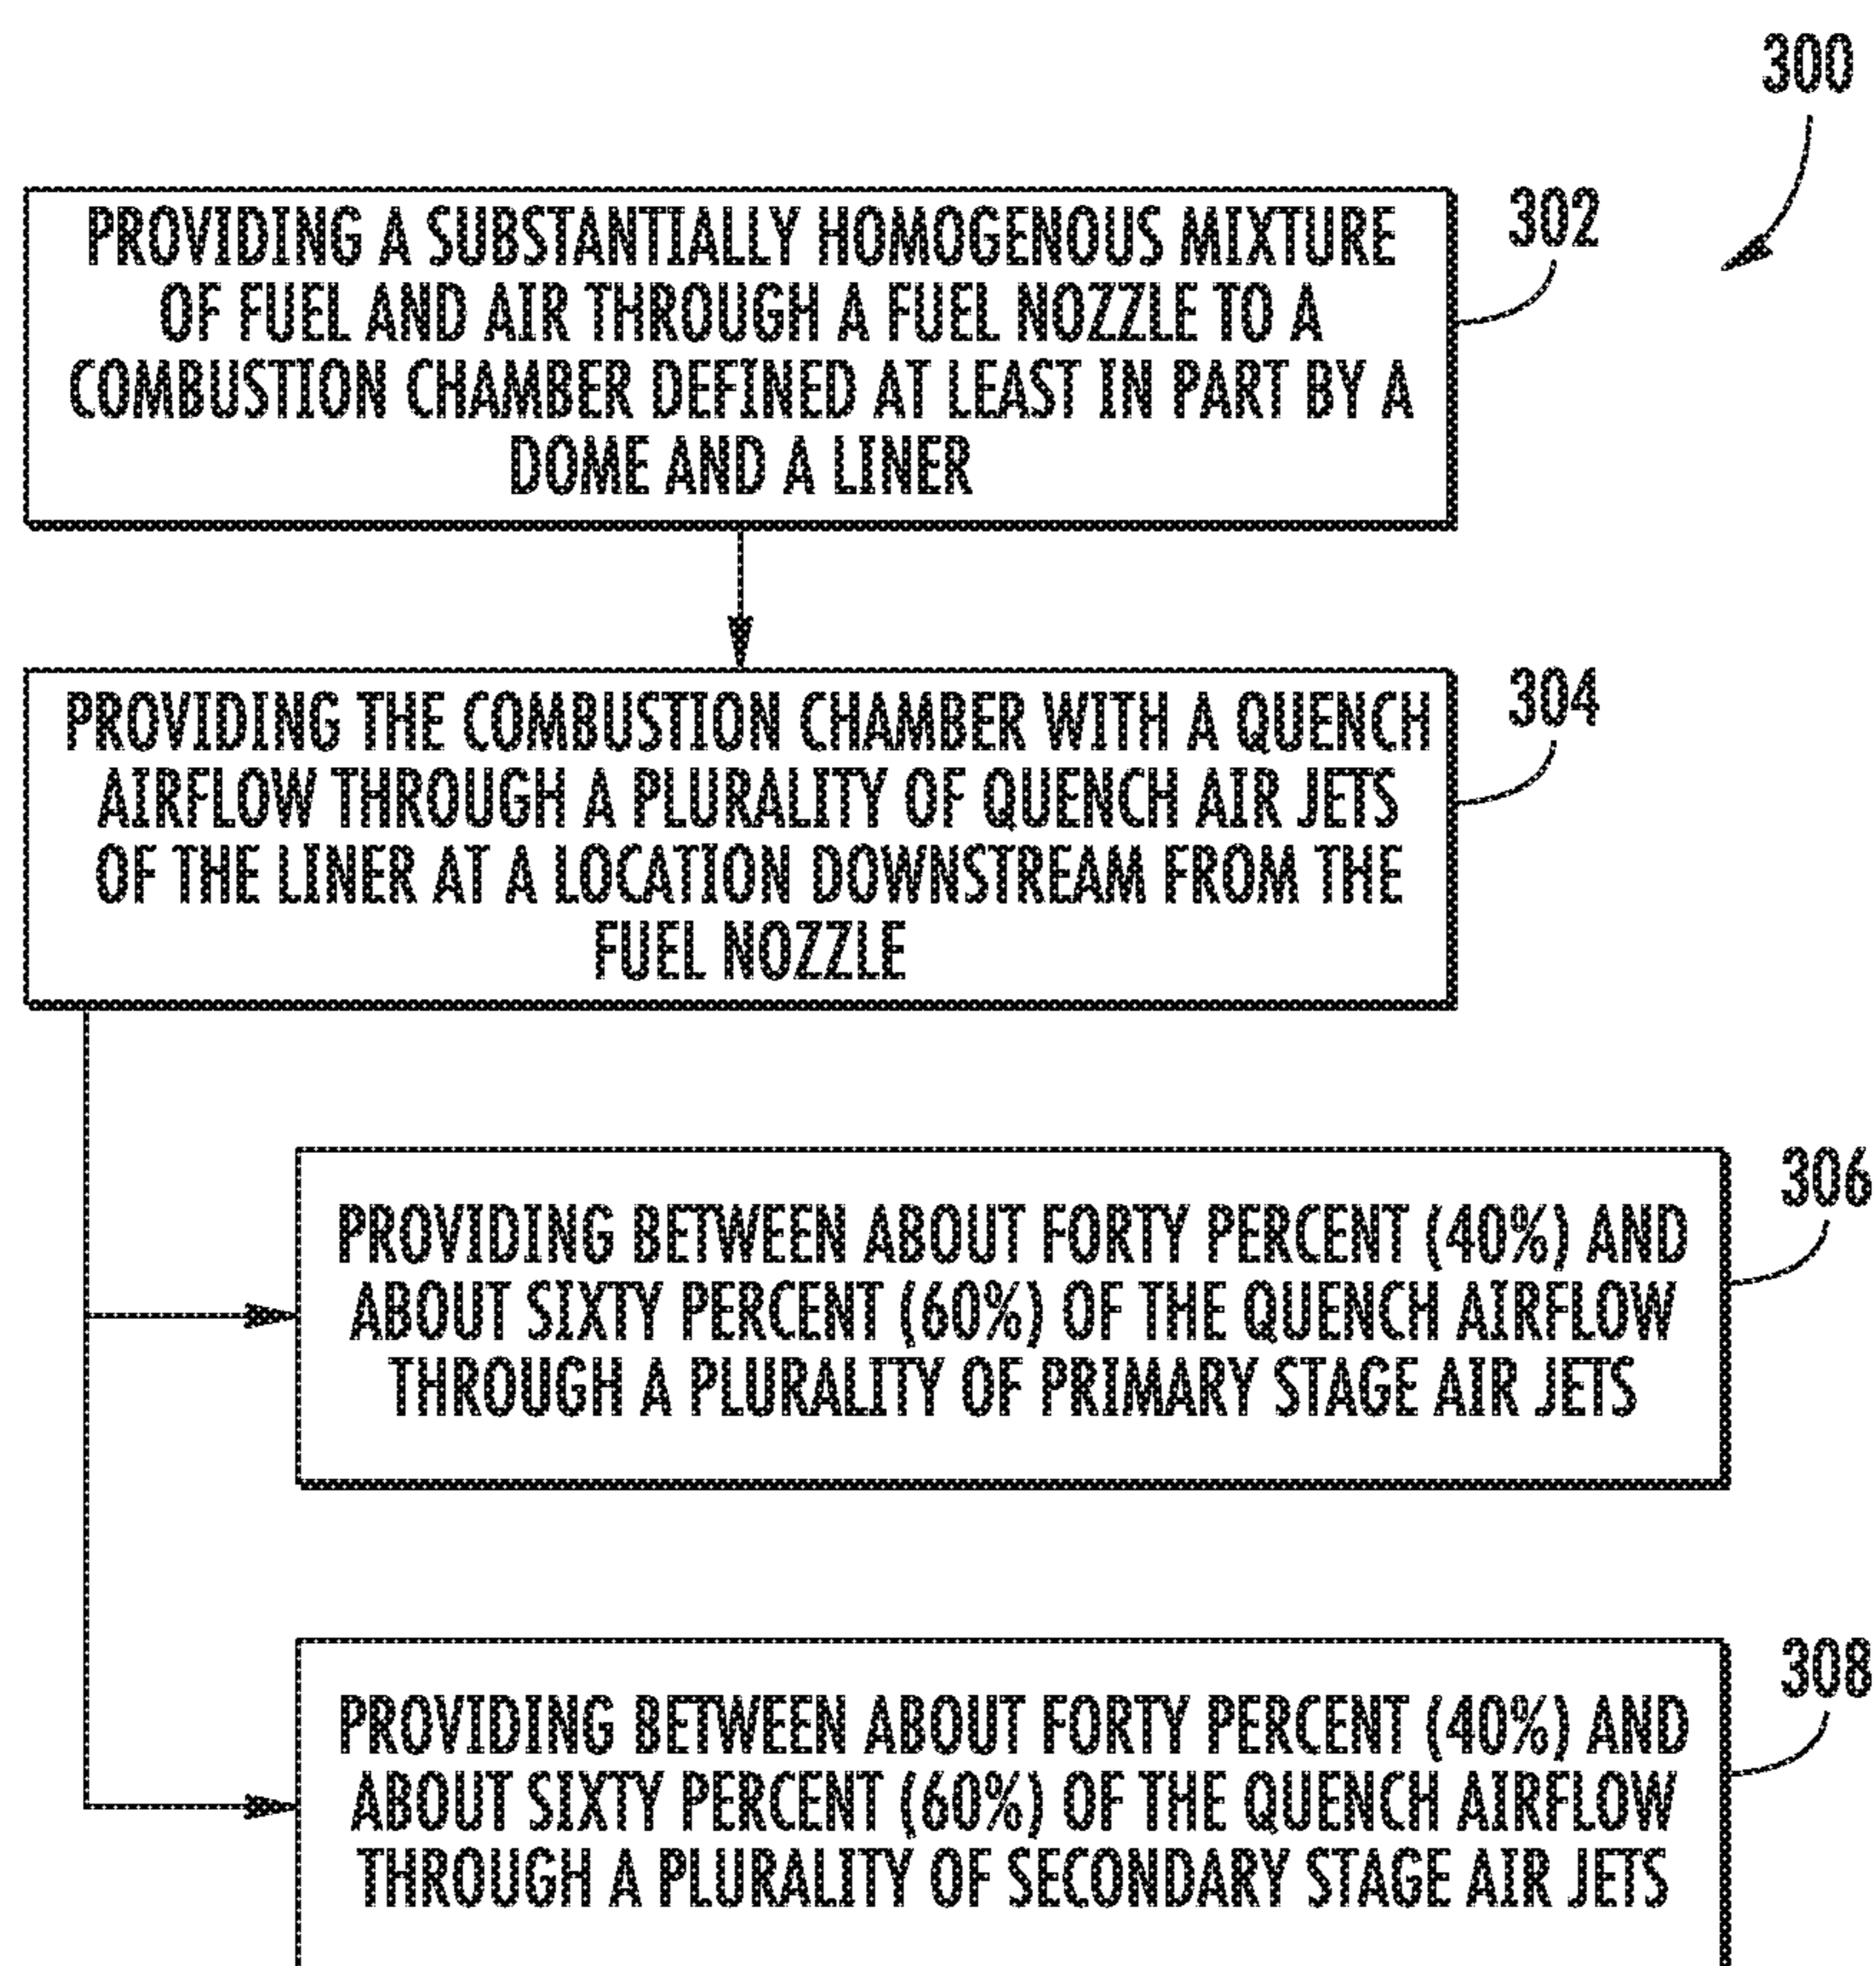 300
PROVIDING A SUBSTANTIALLY HOMOGENOUS MIXTURE
OF FUEL AND AIR THROUGH A FUEL NOZZLE TO A
COMBUSTION CHAMBER DEFINED AT LEAST IN PART BY A
DOME AND A LINER
302
PROVIDING THE COMBUSTION CHAMBER WITH A QUENCH
AIRFLOW THROUGH A PLURALITY OF QUENCH AIR JETS
OF THE LINER AT A LOCATION DOWNSTREAM FROM THE
FUEL NOZZLE
304
PROVIDING BETWEEN ABOUT FORTY PERCENT (40%) AND
ABOUT SIXTY PERCENT (60%) OF THE QUENCH AIRFLOW
THROUGH A PLURALITY OF PRIMARY STAGE AIR JETS
306
PROVIDING BETWEEN ABOUT FORTY PERCENT (40%) AND
ABOUT SIXTY PERCENT (60%) OF THE QUENCH AIRFLOW
THROUGH A PLURALITY OF SECONDARY STAGE AIR JETS
308